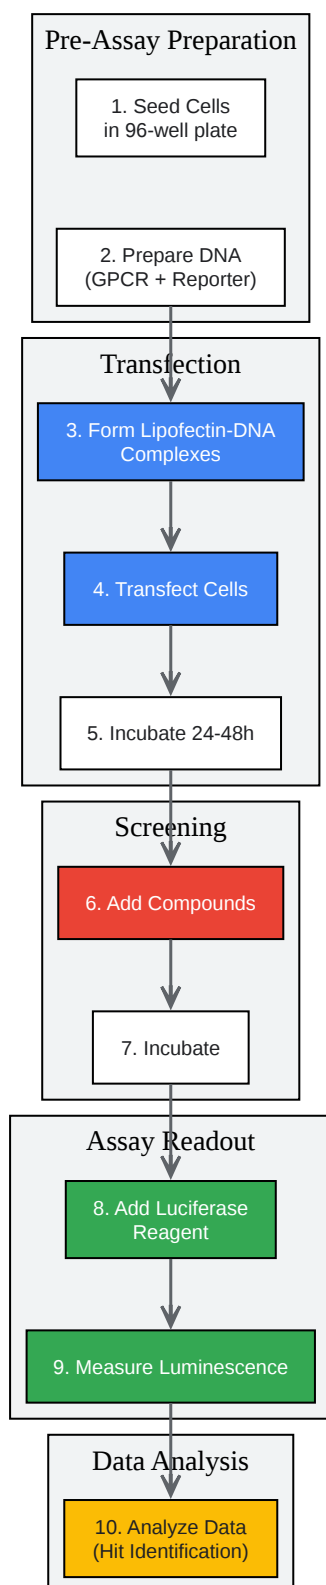 Pre-Assay Preparation
1. Seed Cells
in 96-well plate
2. Prepare DNA
(GPCR + Reporter)
Transfection
3. Form Lipofectin-DNA
Complexes
4. Transfect Cells
5. Incubate 24-48h
Screening
6. Add Compounds
7. Incubate
Assay Readout
8. Add Luciferase
Reagent
9. Measure Luminescence
Data Analysis
10. Analyze Data
(Hit Identification)